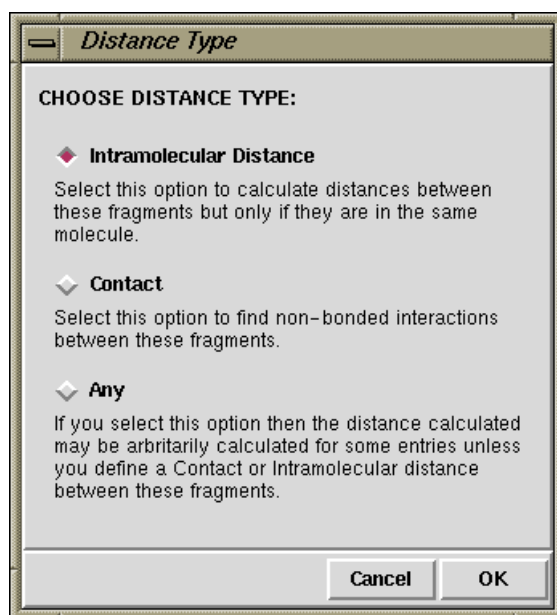 Distance Type
CHOOSE DISTANCE TYPE:
Intramolecular Distance
Select this option to calculate distances between
these fragments but only if they are in the same
molecule.
Contact
Select this option to find non-bonded interactions
between these fragments.
Any
If you select this option then the distance calculated
may be arbritarily calculated for some entries unless
you define a Contact or Intramolecular distance
between these fragments.
Cancel OK